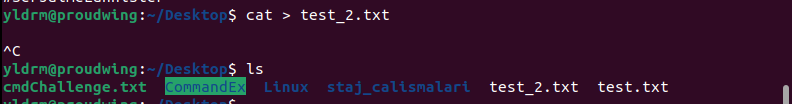 yldrm@proudwing:~/Desktop$ cat > test_2.txt
^C
yldrm@proudwing:~/Desktop$ ls
cmdChallenge.txt CommandEx Linux staj_calismalari test_2.txt test.txt